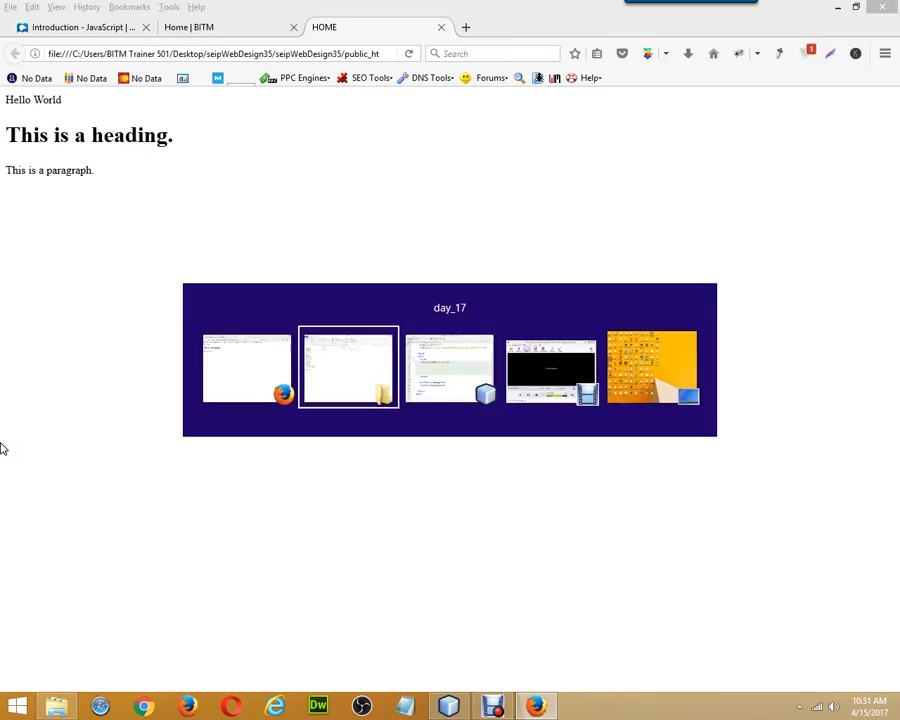 File Edit View History Bookmarks Tools Help
Introduction - JavaScript | ... Home | BITM HOME
file:///C:/Users/BITM Trainer 501/Desktop/seipWebDesign35/seipWebDesign35/public_ht Search 1
No Data No Data No Data PPC Engines SEO Tools DNS Tools Forums Help
Hello World
This is a heading.
This is a paragraph.
day_17
Dw 10:31 AM
4/15/2017